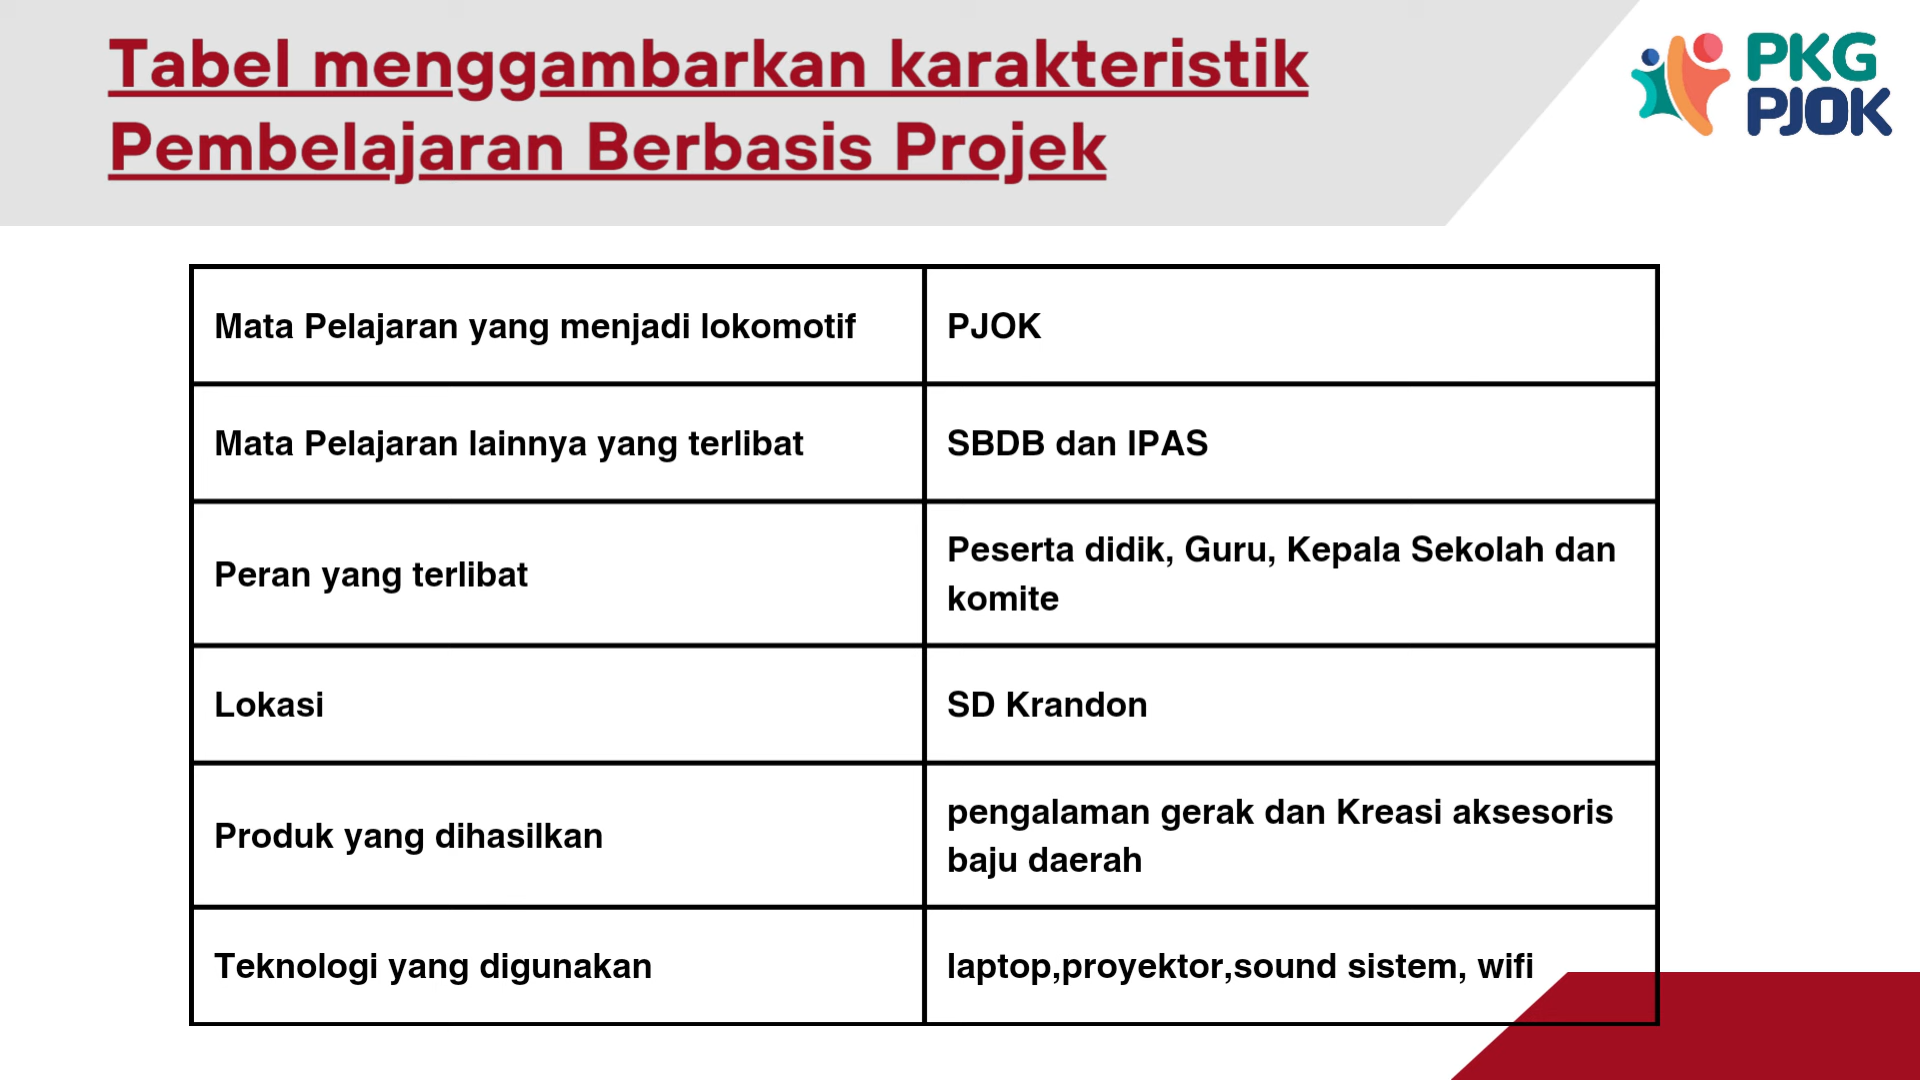 Tabel menggambarkan karakteristik
Pembelajaran Berbasis Projek
PKG
PJOK
Mata Pelajaran yang menjadi lokomotif
PJOK
Mata Pelajaran lainnya yang terlibat
SBDB dan IPAS
Peran yang terlibat
Peserta didik, Guru, Kepala Sekolah dan
komite
Lokasi
SD Krandon
Produk yang dihasilkan
pengalaman gerak dan Kreasi aksesoris
baju daerah
Teknologi yang digunakan
laptop,proyektor,sound sistem, wifi